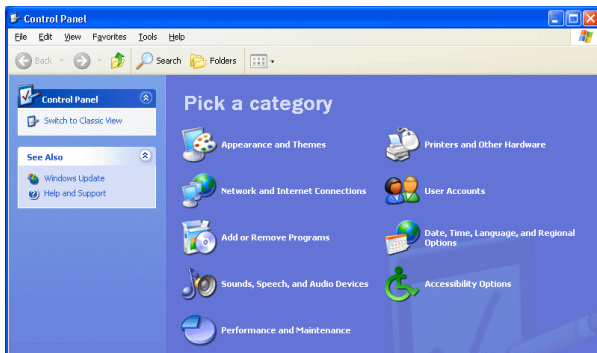 Control Panel
File Edit View Favorites Tools Help
Back Search Folders
Control Panel
Switch to Classic View
See Also
Windows Update
Help and Support
Pick a category
Appearance and Themes
Printers and Other Hardware
Network and Internet Connections
User Accounts
Add or Remove Programs
Date, Time, Language, and Regional
Options
Sounds, Speech, and Audio Devices
Accessibility Options
Performance and Maintenance